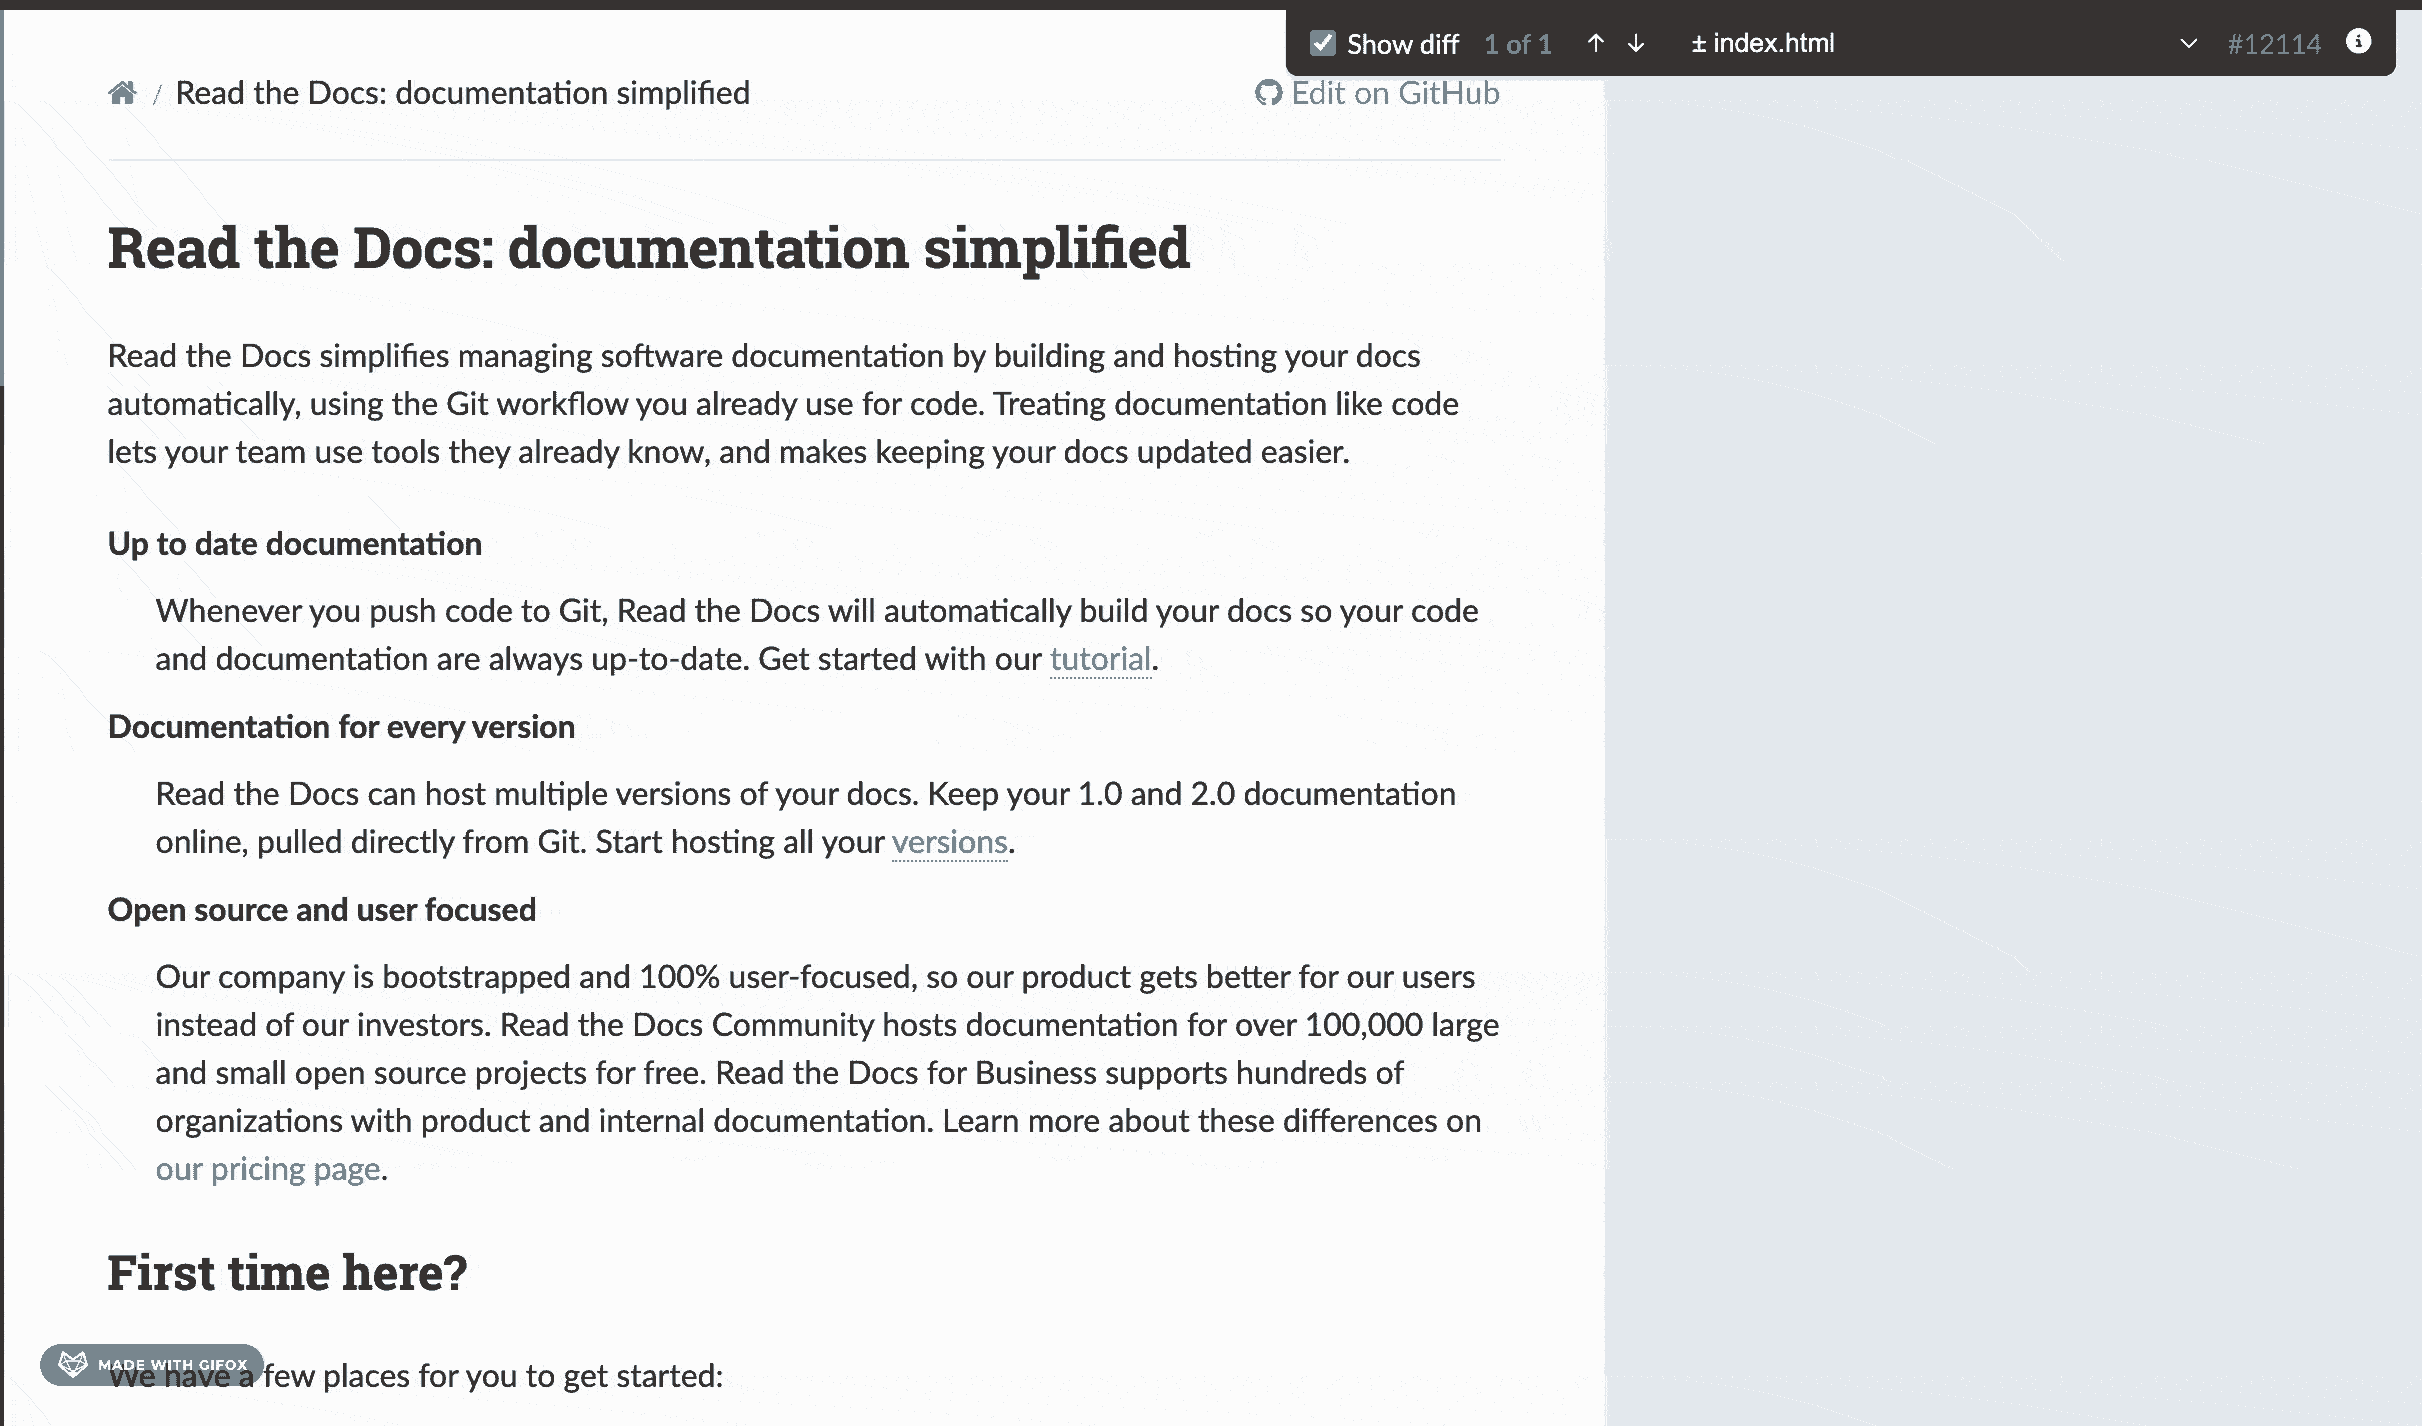 Show diff 1 of 1 ↑ ↓ ± index.html #12114
/ Read the Docs: documentation simplified Edit on GitHub
Read the Docs: documentation simplified
Read the Docs simplifies managing software documentation by building and hosting your docs
automatically, using the Git workflow you already use for code. Treating documentation like code
lets your team use tools they already know, and makes keeping your docs updated easier.
Up to date documentation
Whenever you push code to Git, Read the Docs will automatically build your docs so your code
and documentation are always up-to-date. Get started with our tutorial.
Documentation for every version
Read the Docs can host multiple versions of your docs. Keep your 1.0 and 2.0 documentation
online, pulled directly from Git. Start hosting all your versions.
Open source and user focused
Our company is bootstrapped and 100% user-focused, so our product gets better for our users
instead of our investors. Read the Docs Community hosts documentation for over 100,000 large
and small open source projects for free. Read the Docs for Business supports hundreds of
organizations with product and internal documentation. Learn more about these differences on
our pricing page.
First time here?
MADE WITH GIFOX
We have a few places for you to get started: